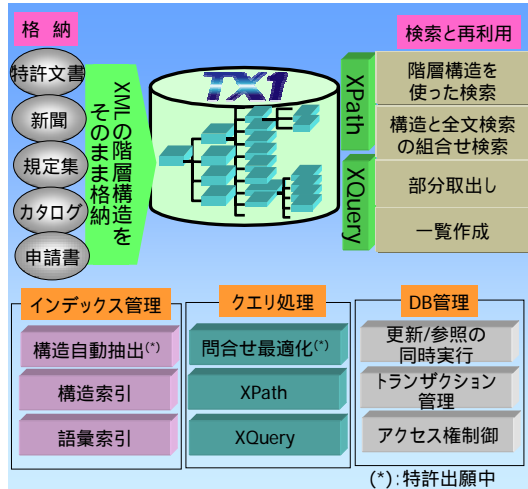 格 納
検索と再利用
特許文書
新聞
規定集
カタログ
申請書
XMLの階層構造を
そのまま格納
TX1
XPath
XQuery
階層構造を
使った検索
構造と全文検索
の組合せ検索
部分取出し
一覧作成
インデックス管理
構造自動抽出(*)
構造索引
語彙索引
クエリ処理
問合せ最適化(*)
XPath
XQuery
DB管理
更新/参照の
同時実行
トランザクション
管理
アクセス権制御
(*):特許出願中